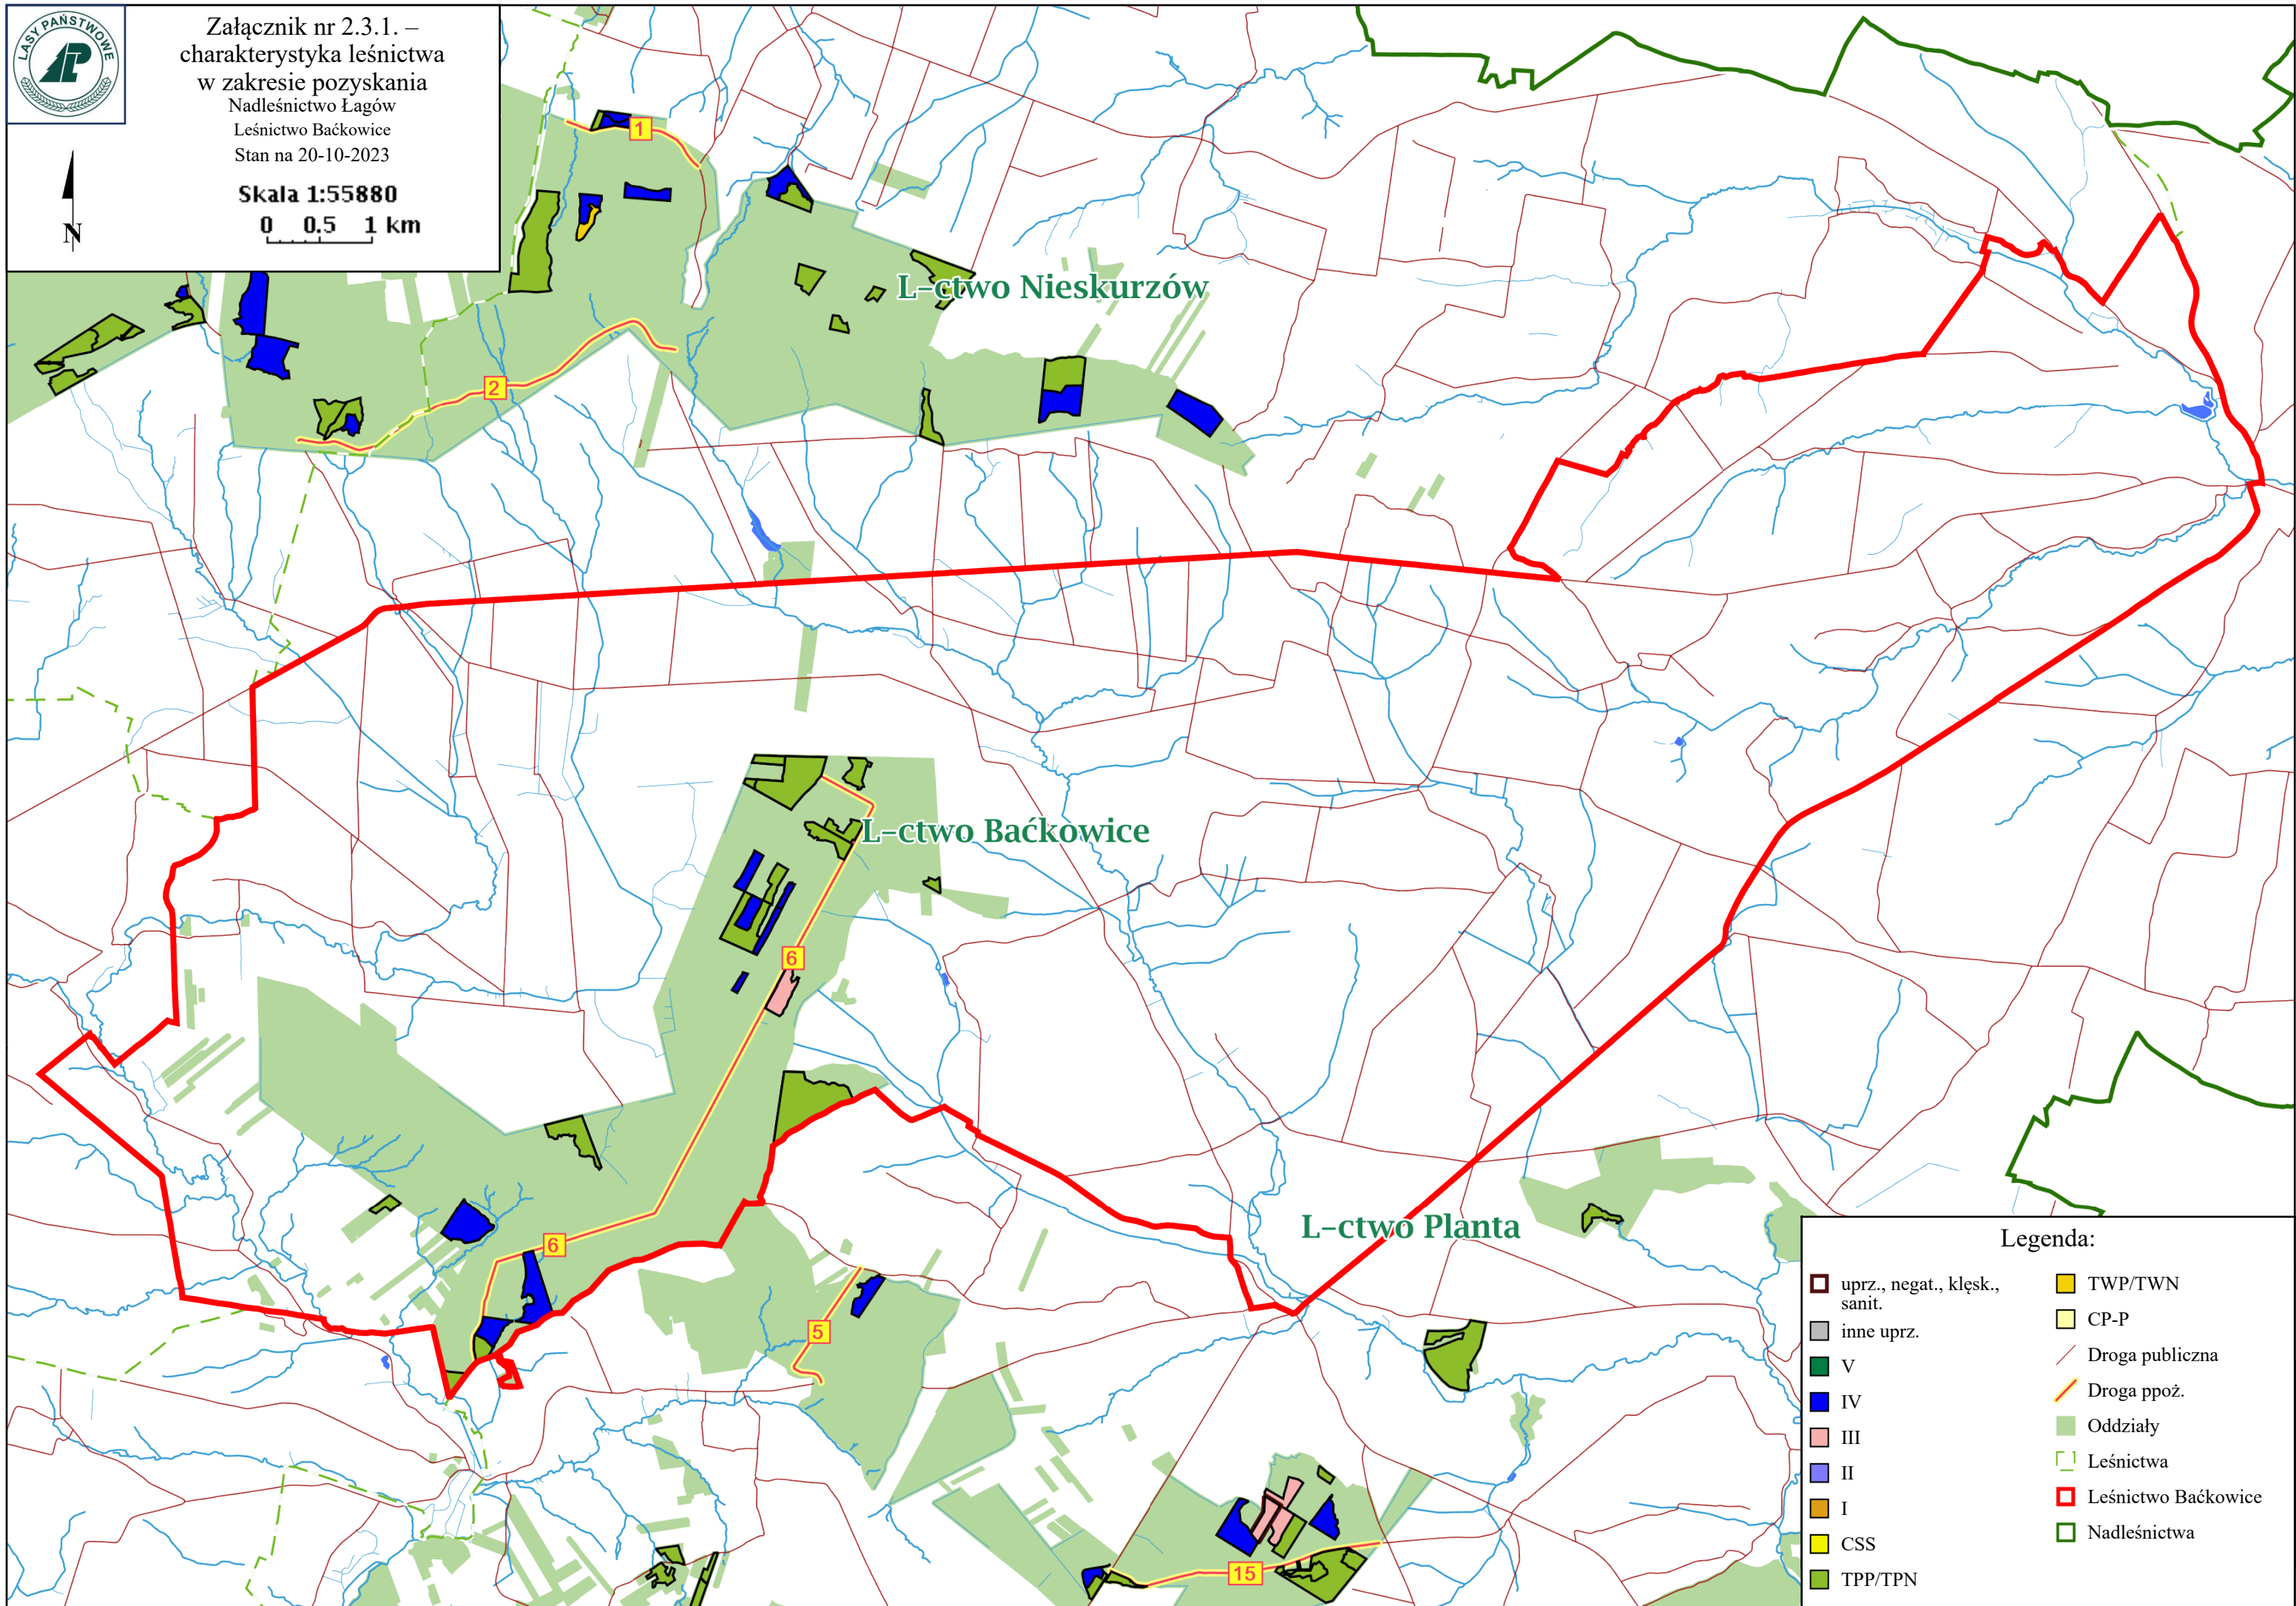 LASY PAŃSTWOWE
Załącznik nr 2.3.1. –
charakterystyka leśnictwa
w zakresie pozyskania
Nadleśnictwo Łagów
Leśnictwo Baćkowice
Stan na 20-10-2023
Skala 1:55880
0 0.5 1 km
N
1
L-ctwo Nieskurzów
2
L-ctwo Baćkowice
6
L-ctwo Planta
6
5
15
Legenda:
uprz., negat., klęsk.,
sanit.
inne uprz.
V
IV
III
II
I
CSS
TPP/TPN
TWP/TWN
CP-P
Droga publiczna
Droga ppoż.
Oddziały
Leśnictwa
Leśnictwo Baćkowice
Nadleśnictwa